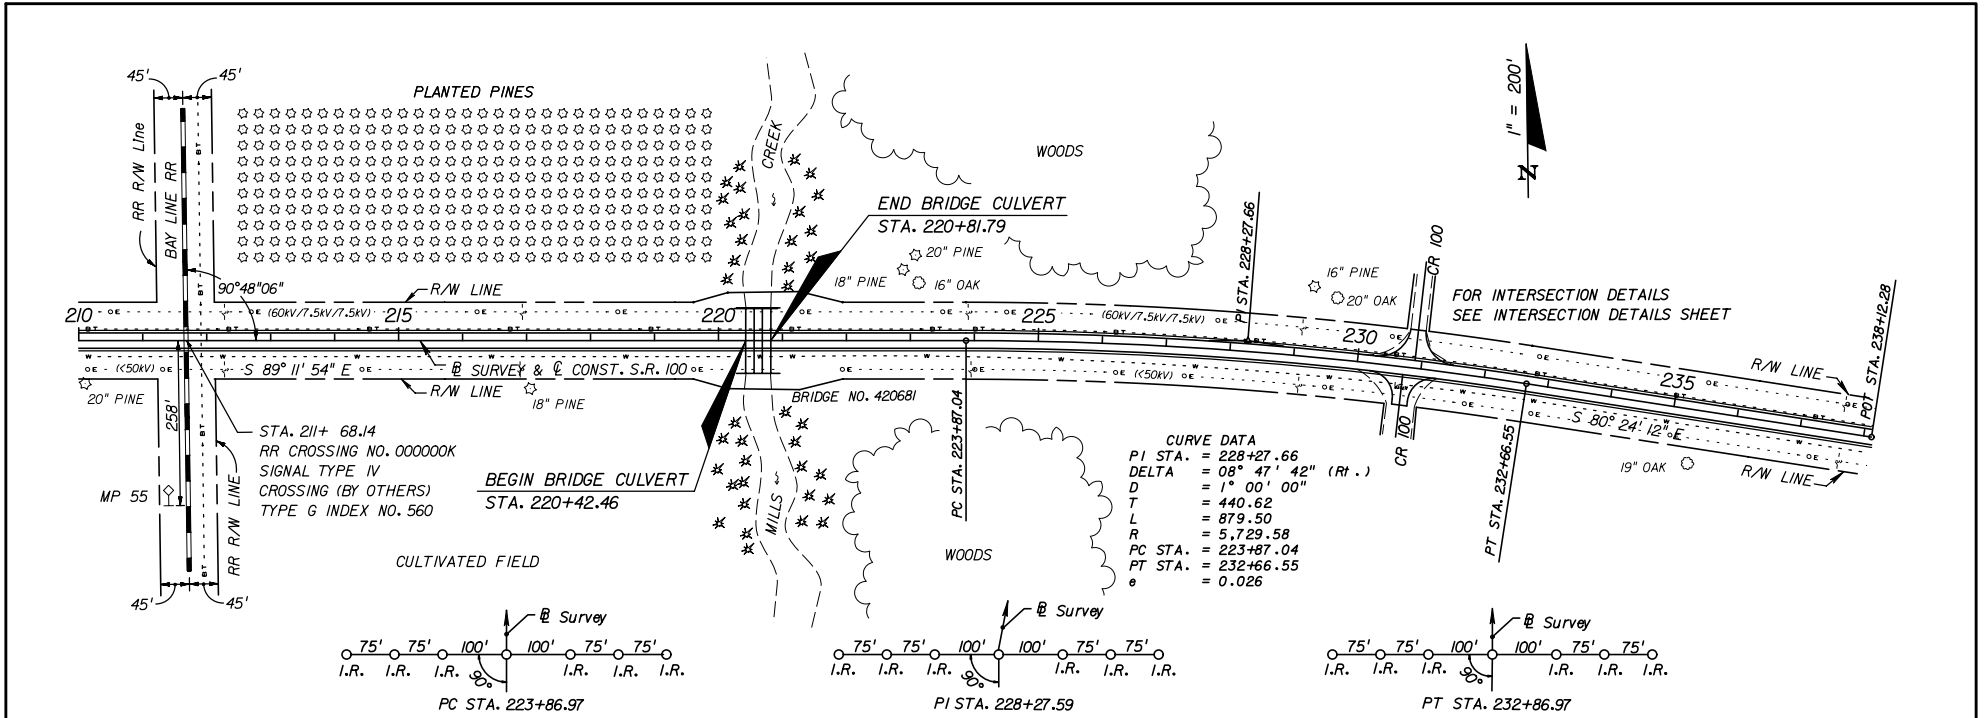 45'
45'
PLANTED PINES
RR R/W Line
BAY LINE RR
BT
CREEK
WOODS
1" = 200'
N
END BRIDGE CULVERT
STA. 220+81.79
20" PINE
18" PINE
16" OAK
PI STA. 228+27.66
CR 100
16" PINE
20" OAK
FOR INTERSECTION DETAILS
SEE INTERSECTION DETAILS SHEET
POT STA. 238+12.28
90°48'06"
R/W LINE
210
OE
(60kV/7.5kV/7.5kV)
215
220
225
(60kV/7.5kV/7.5kV)
230
235
R/W LINE
(<50kV)
S 89° 11' 54" E
BL SURVEY & CL CONST. S.R. 100
R/W LINE
(<50kV)
S 80° 24' 12" E
R/W LINE
20" PINE
18" PINE
BRIDGE NO. 420681
258'
STA. 211+ 68.14
RR CROSSING NO. 000000K
SIGNAL TYPE IV
CROSSING (BY OTHERS)
TYPE G INDEX NO. 560
MP 55
RR R/W LINE
BT
BEGIN BRIDGE CULVERT
STA. 220+42.46
MILLS
PC STA. 223+87.04
CURVE DATA
PI STA. = 228+27.66
DELTA = 08° 47' 42" (Rt.)
D = 1° 00' 00"
T = 440.62
L = 879.50
R = 5,729.58
PC STA. = 223+87.04
PT STA. = 232+66.55
e = 0.026
CR 100
PT STA. 232+66.55
19" OAK
CULTIVATED FIELD
WOODS
45'
45'
BL Survey
75' 75' 100' 100' 75' 75'
I.R. I.R. I.R. 90° I.R. I.R. I.R.
PC STA. 223+86.97
BL Survey
75' 75' 100' 100' 75' 75'
I.R. I.R. I.R. 90° I.R. I.R. I.R.
PI STA. 228+27.59
BL Survey
75' 75' 100' 100' 75' 75'
I.R. I.R. I.R. 90° I.R. I.R. I.R.
PT STA. 232+86.97